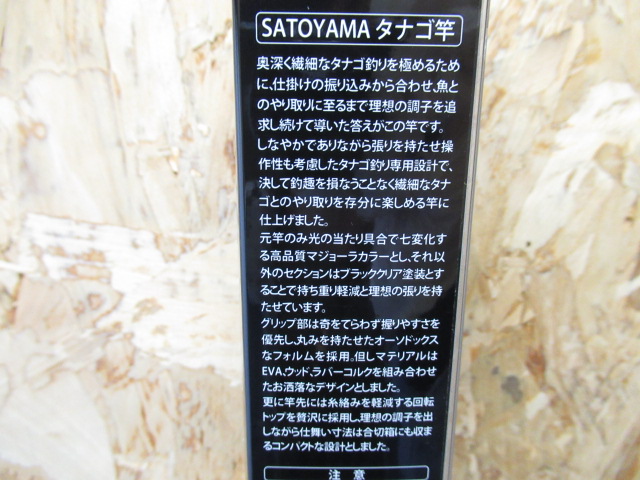 SATOYAMA タナゴ竿
奥深く繊細なタナゴ釣りを極めるため
に、仕掛けの振り込みから合わせ、魚と
のやり取りに至るまで理想の調子を追
求し続けて導いた答えがこの竿です。
しなやかでありながら張りを持たせ操
作性も考慮したタナゴ釣り専用設計で、
決して釣趣を損なうことなく繊細なタナ
ゴとのやり取りを存分に楽しめる竿に
仕上げました。
元竿のみ光の当たり具合で七変化す
る高品質マジョーラカラーとし、それ以
外のセクションはブラッククリア塗装とす
ることで持ち重り軽減と理想の張りを持
たせています。
グリップ部は奇をてらわず握りやすさを
優先し、丸みを持たせたオーソドックス
なフォルムを採用。但しマテリアルは
EVA、ウッド、ラバーコルクを組み合わせ
たお洒落なデザインとしました。
更に竿先には糸絡みを軽減する回転
トップを贅沢に採用し、理想の調子を出
しながら仕舞い寸法は合切箱にも収ま
るコンパクトな設計としました。
注 意